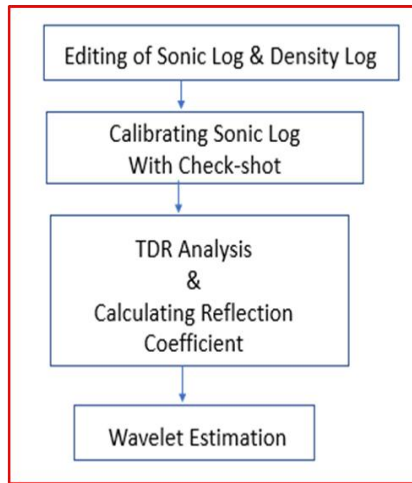 Editing of Sonic Log & Density Log
Calibrating Sonic Log
With Check-shot
TDR Analysis
&
Calculating Reflection
Coefficient
Wavelet Estimation